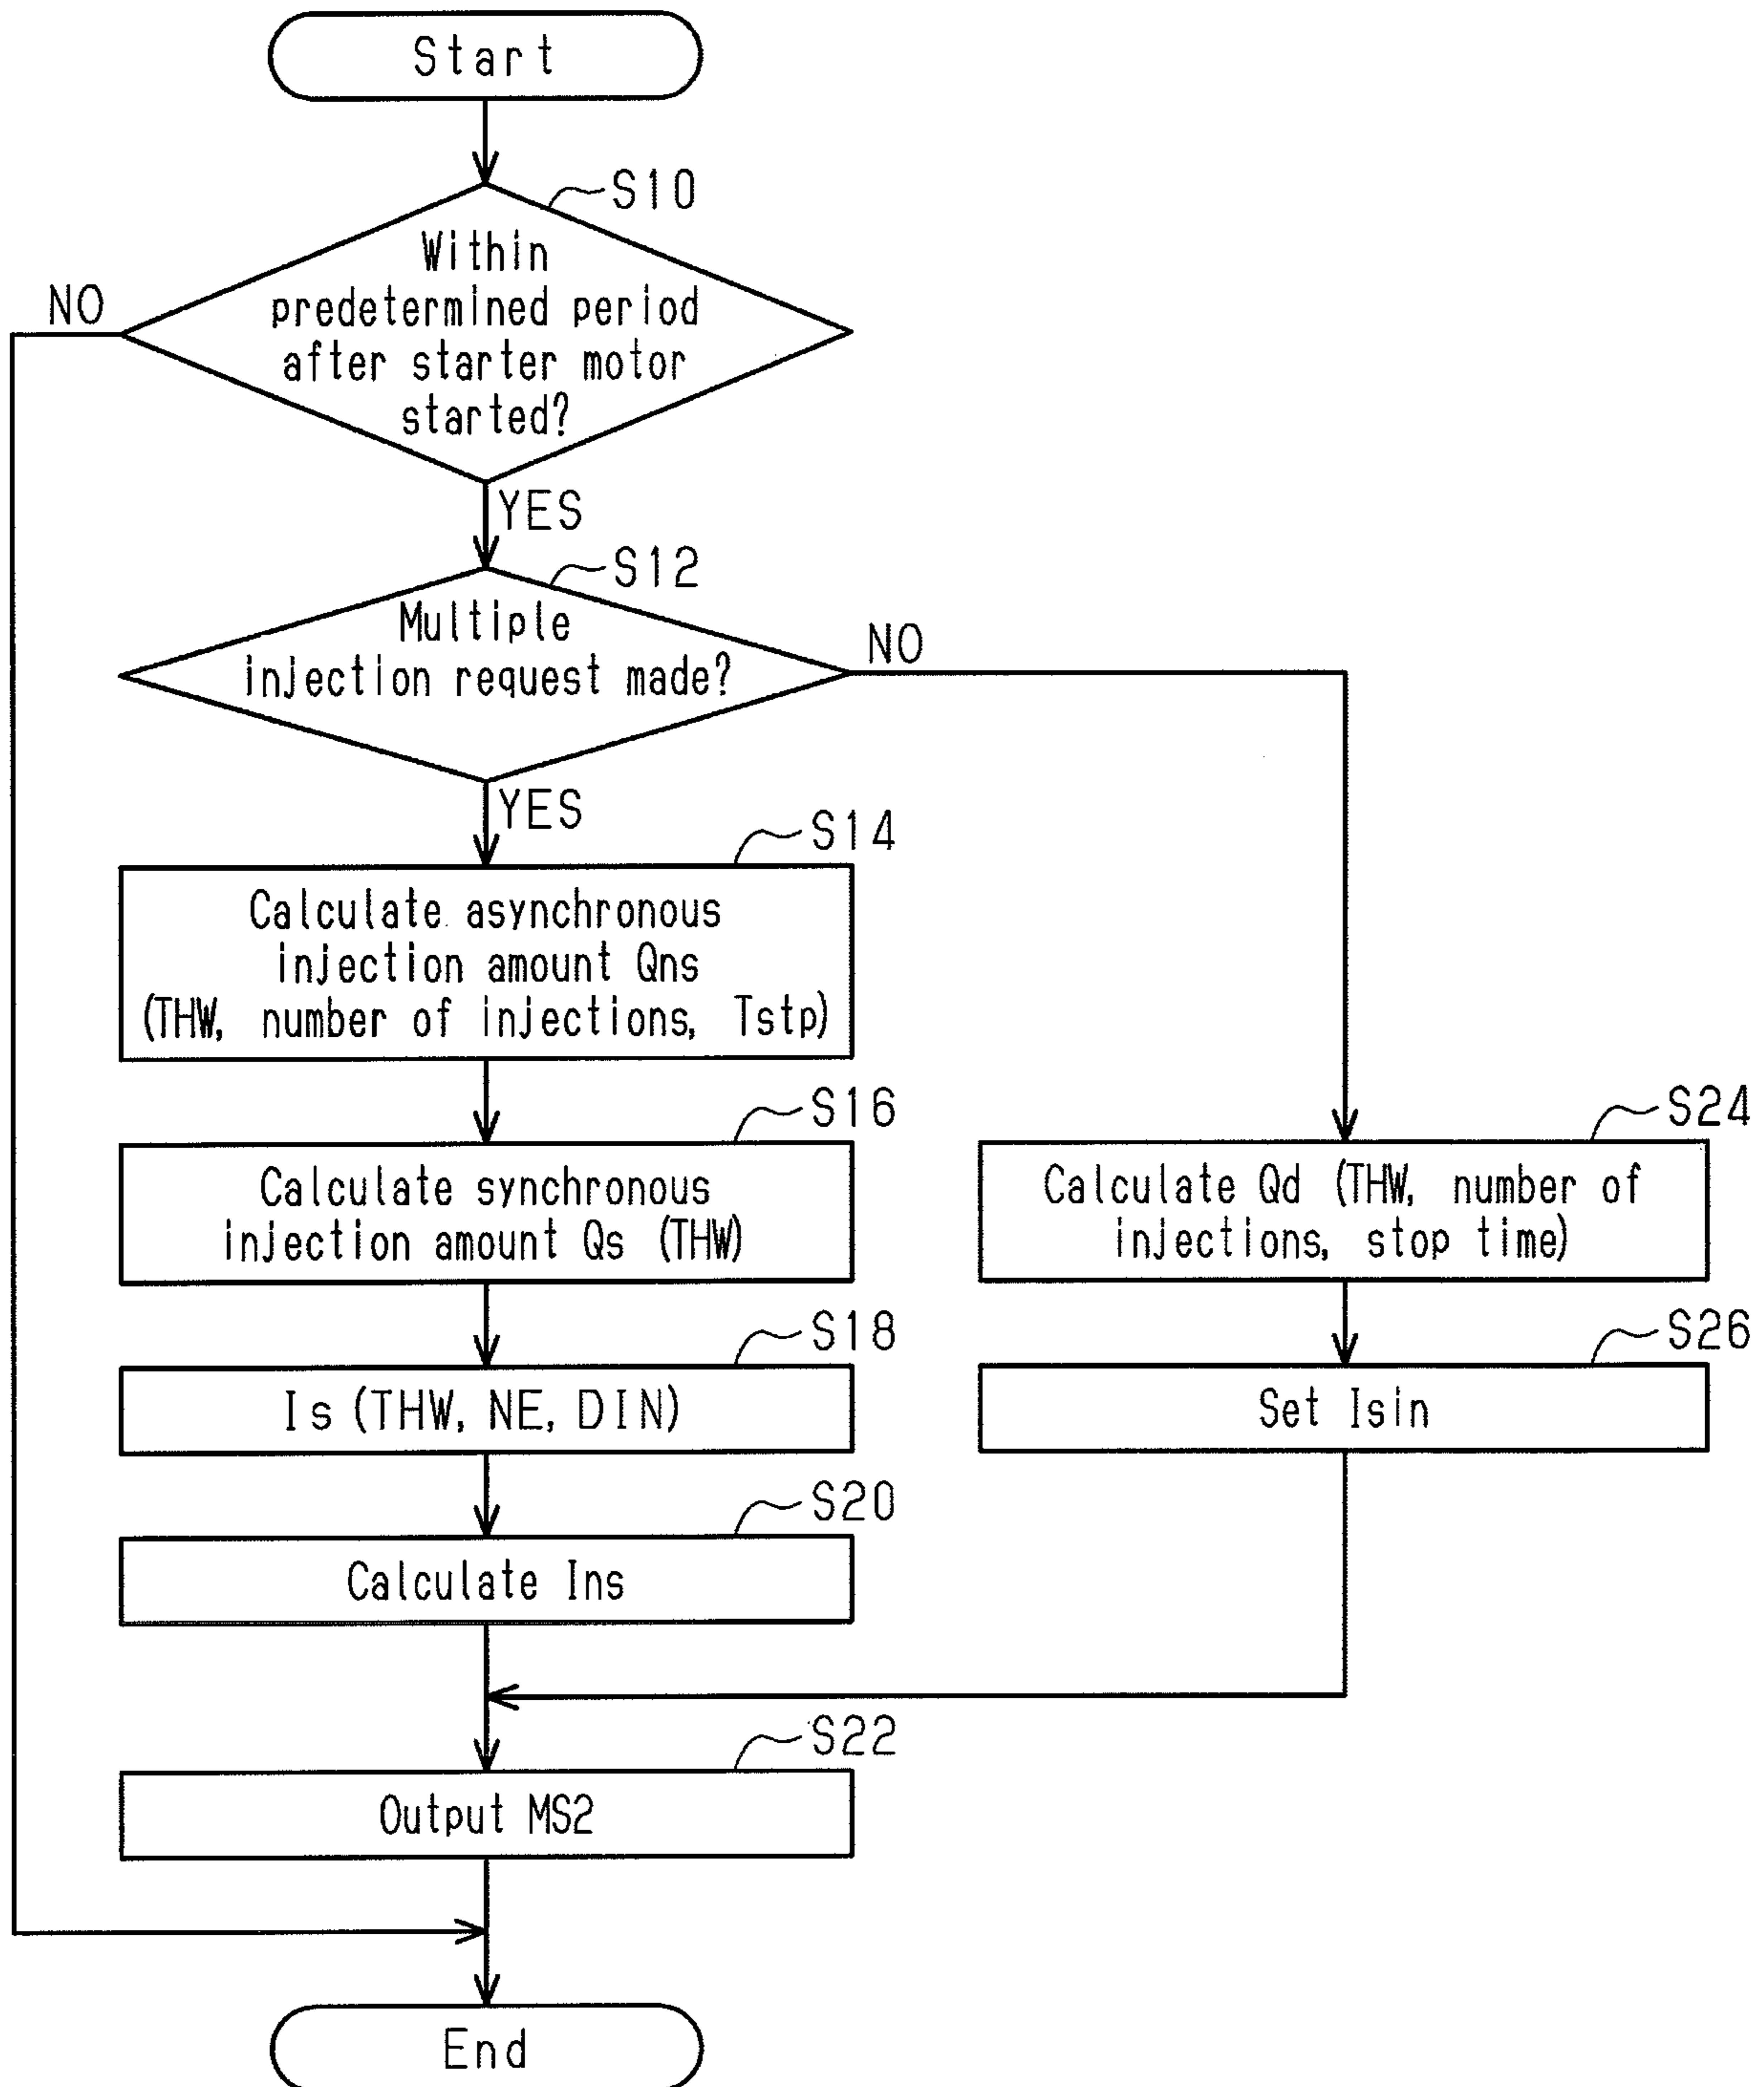 Start
S10
Within
predetermined period
after starter motor
started?
NO
YES
S12
Multiple
injection request made?
NO
YES
S14
Calculate asynchronous
injection amount Qns
(THW, number of injections, Tstp)
S16
Calculate synchronous
injection amount Qs (THW)
S24
Calculate Qd (THW, number of
injections, stop time)
S18
Is (THW, NE, DIN)
S26
Set Isin
S20
Calculate Ins
S22
Output MS2
End